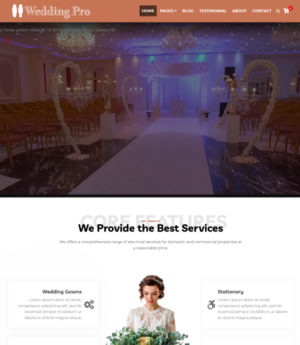 Wedding Pro
HOME PAGES BLOG TESTIMONIAL ABOUT CONTACT
CORE FEATURES
We Provide the Best Services
We offers a comprehensive range of electrical services for domestic and commercial properties at
a reasonable price.
Wedding Gowns
Lorem ipsum dolor sit amet,
consectetur adipiscing elit, sed do
eiusmod tempor incididunt ut
labore et dolore magna aliqua.
Stationery
Lorem ipsum dolor sit amet,
consectetur adipiscing elit, sed do
eiusmod tempor incididunt ut
labore et dolore magna aliqua.